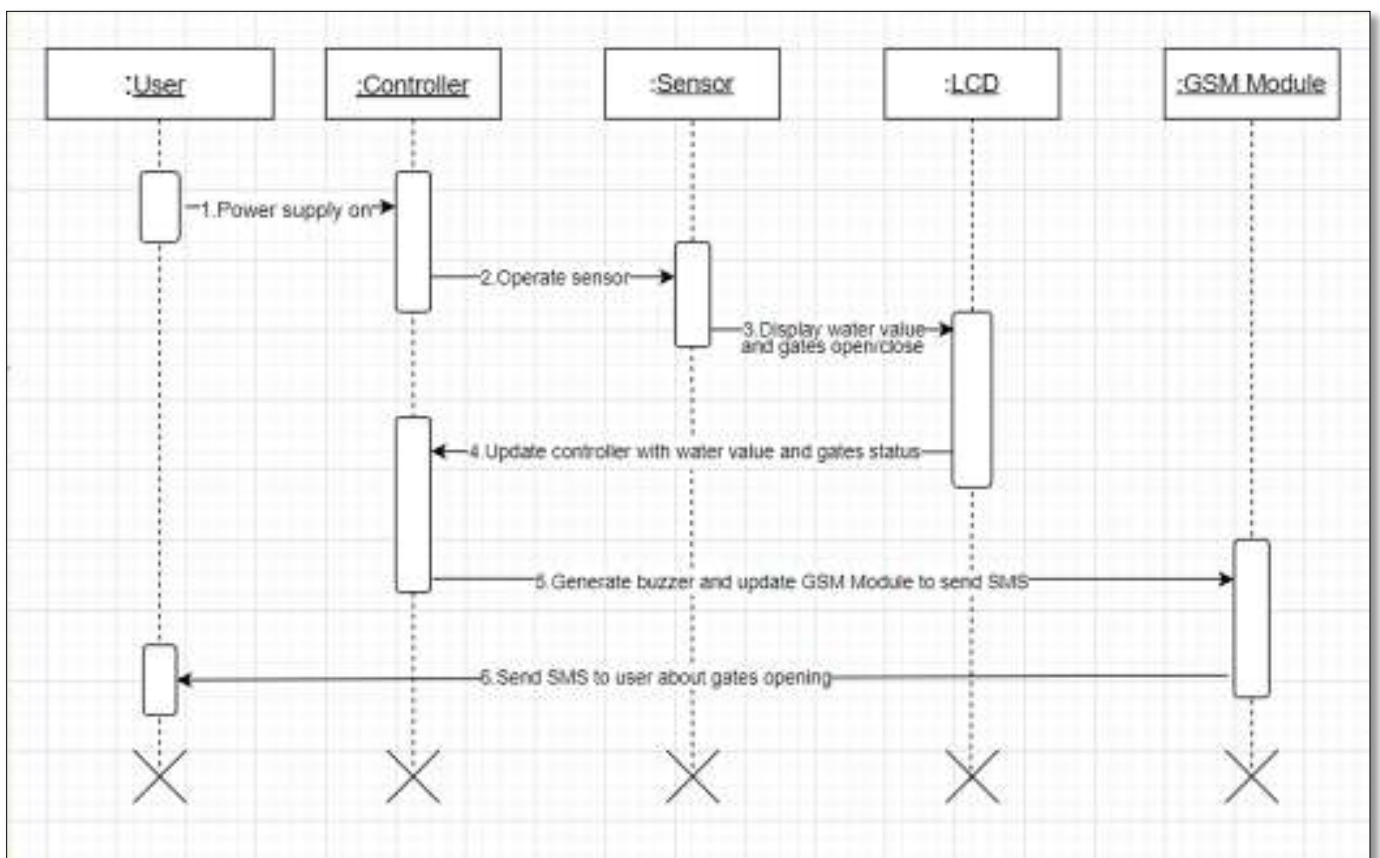 :User
:Controller
:Sensor
:LCD
:GSM Module
1.Power supply on
2.Operate sensor
3.Display water value
and gates open/close
4.Update controller with water value and gates status
5.Generate buzzer and update GSM Module to send SMS
6.Send SMS to user about gates opening